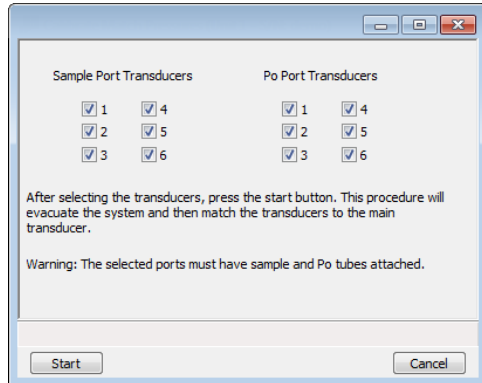 Sample Port Transducers Po Port Transducers
1 4 1 4
2 5 2 5
3 6 3 6
After selecting the transducers, press the start button. This procedure will
evacuate the system and then match the transducers to the main
transducer.
Warning: The selected ports must have sample and Po tubes attached.
Start Cancel